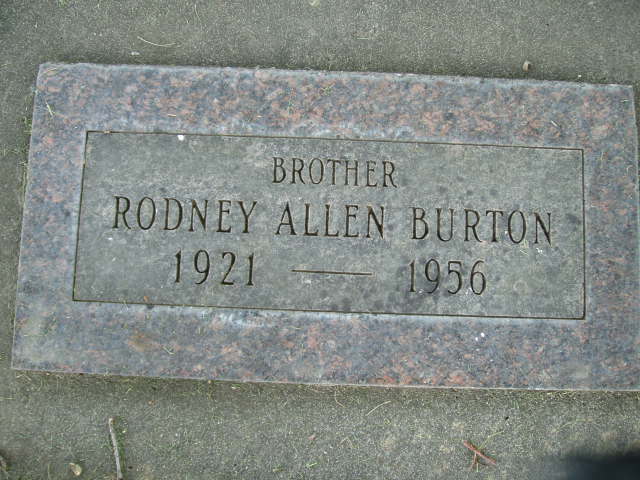 BROTHER
RODNEY ALLEN BURTON
1921 — 1956